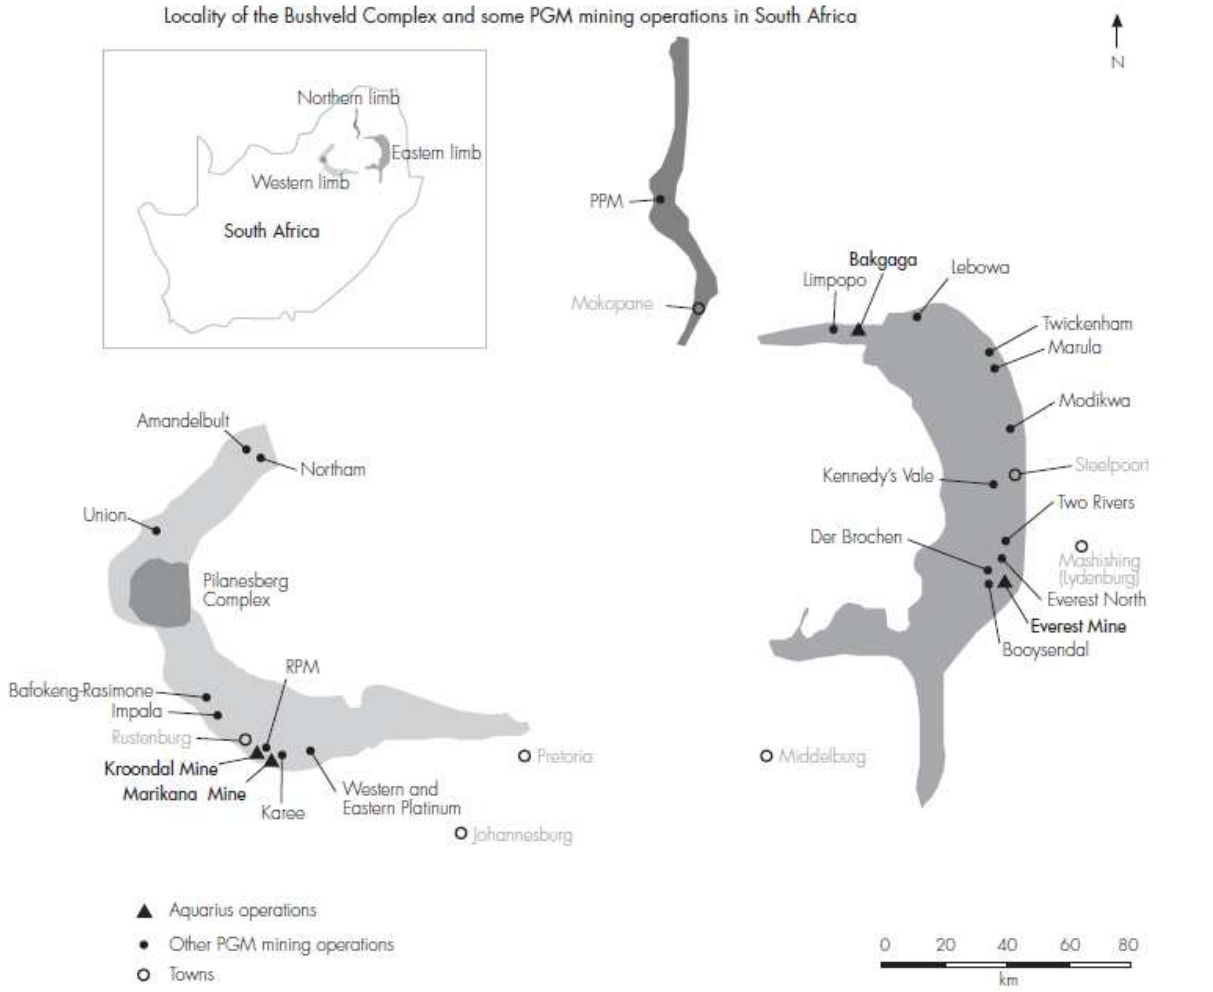 Locality of the Bushveld Complex and some PGM mining operations in South Africa
N
Northern limb
Eastern limb
Western limb
South Africa
PPM
Mokopane
Bakgaga
Limpopo
Lebowa
Twickenham
Marula
Modikwa
Steelpoort
Kennedy's Vale
Two Rivers
Der Brochen
Mashishing
(Lydenburg)
Everest North
Everest Mine
Booysendal
Amandelbult
Northam
Union
Pilanesberg
Complex
RPM
Bafokeng-Rasimone
Impala
Rustenburg
Kroondal Mine
Marikana Mine
Karee
Western and
Eastern Platinum
Pretoria
Middelburg
Johannesburg
Aquarius operations
Other PGM mining operations
Towns
0 20 40 60 80
km